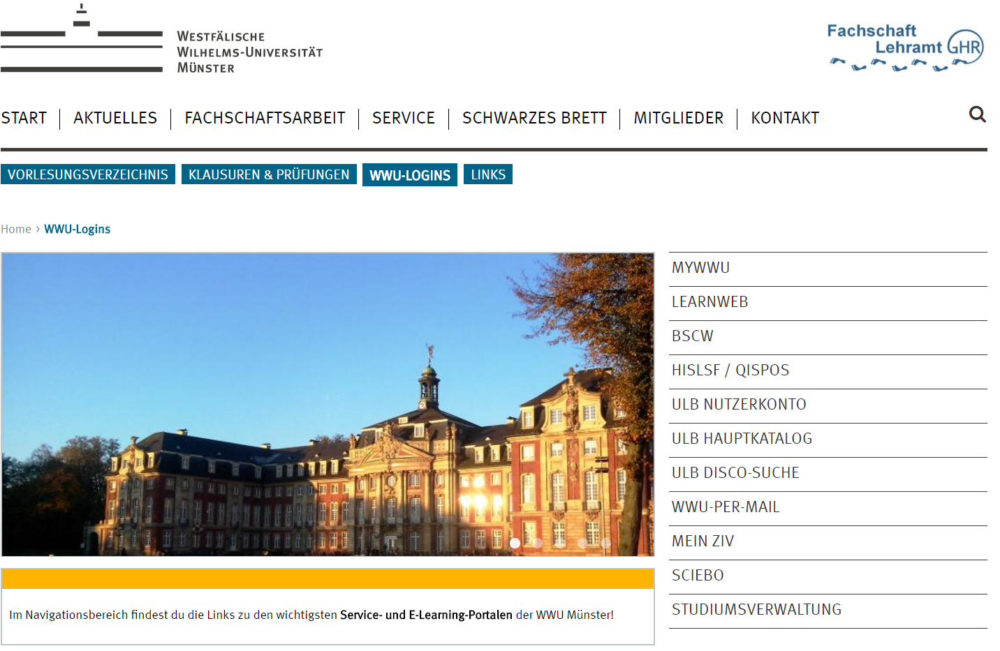 Westfälische
Wilhelms-Universität
Münster
Fachschaft
Lehramt GHR
START
AKTUELLES
FACHSCHAFTSARBEIT
SERVICE
SCHWARZES BRETT
MITGLIEDER
KONTAKT
VORLESUNGSVERZEICHNIS
KLAUSUREN & PRÜFUNGEN
WWU-LOGINS
LINKS
Home > WWU-Logins
MYWWU
LEARNWEB
BSCW
HISLSF / QISPOS
ULB NUTZERKONTO
ULB HAUPTKATALOG
ULB DISCO-SUCHE
WWU-PER-MAIL
MEIN ZIV
SCIEBO
STUDIUMSVERWALTUNG
Im Navigationsbereich findest du die Links zu den wichtigsten Service- und E-Learning-Portalen der WWU Münster!